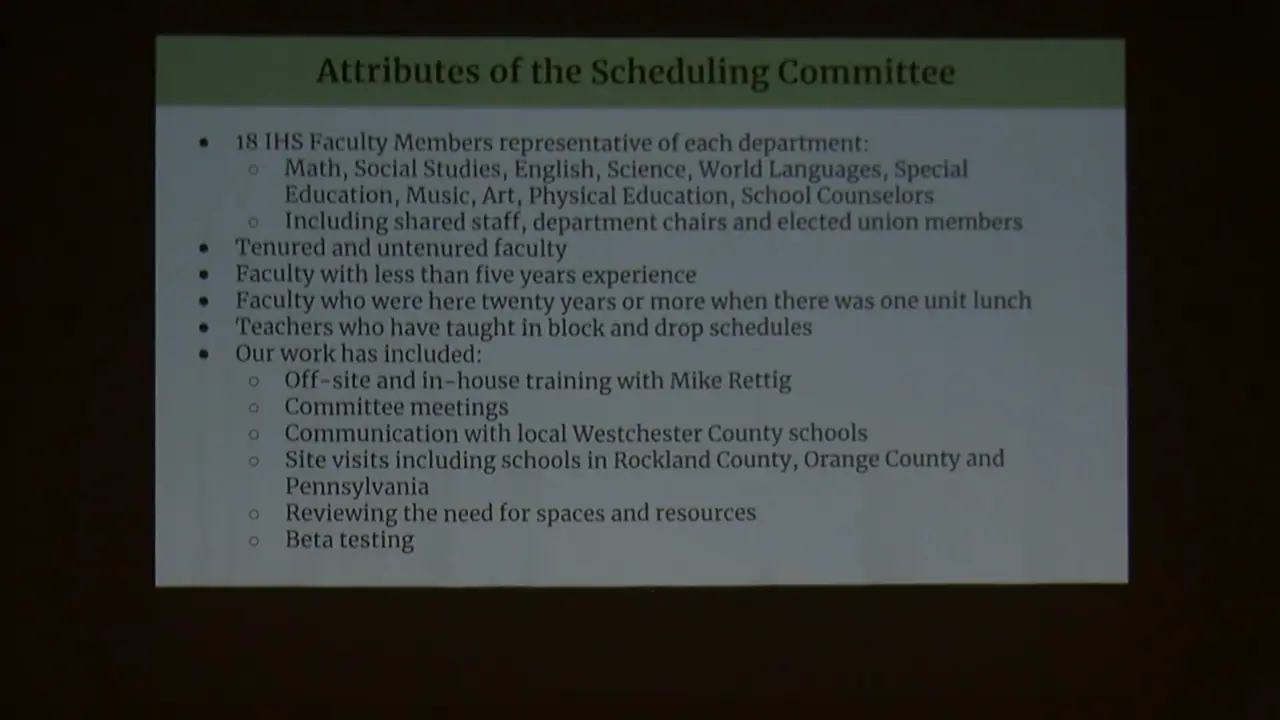 Attributes of the Scheduling Committee
• 18 IHS Faculty Members representative of each department:
○ Math, Social Studies, English, Science, World Languages, Special
Education, Music, Art, Physical Education, School Counselors
○ Including shared staff, department chairs and elected union members
• Tenured and untenured faculty
• Faculty with less than five years experience
• Faculty who were here twenty years or more when there was one unit lunch
• Teachers who have taught in block and drop schedules
• Our work has included:
○ Off-site and in-house training with Mike Rettig
○ Committee meetings
○ Communication with local Westchester County schools
○ Site visits including schools in Rockland County, Orange County and
Pennsylvania
○ Reviewing the need for spaces and resources
○ Beta testing